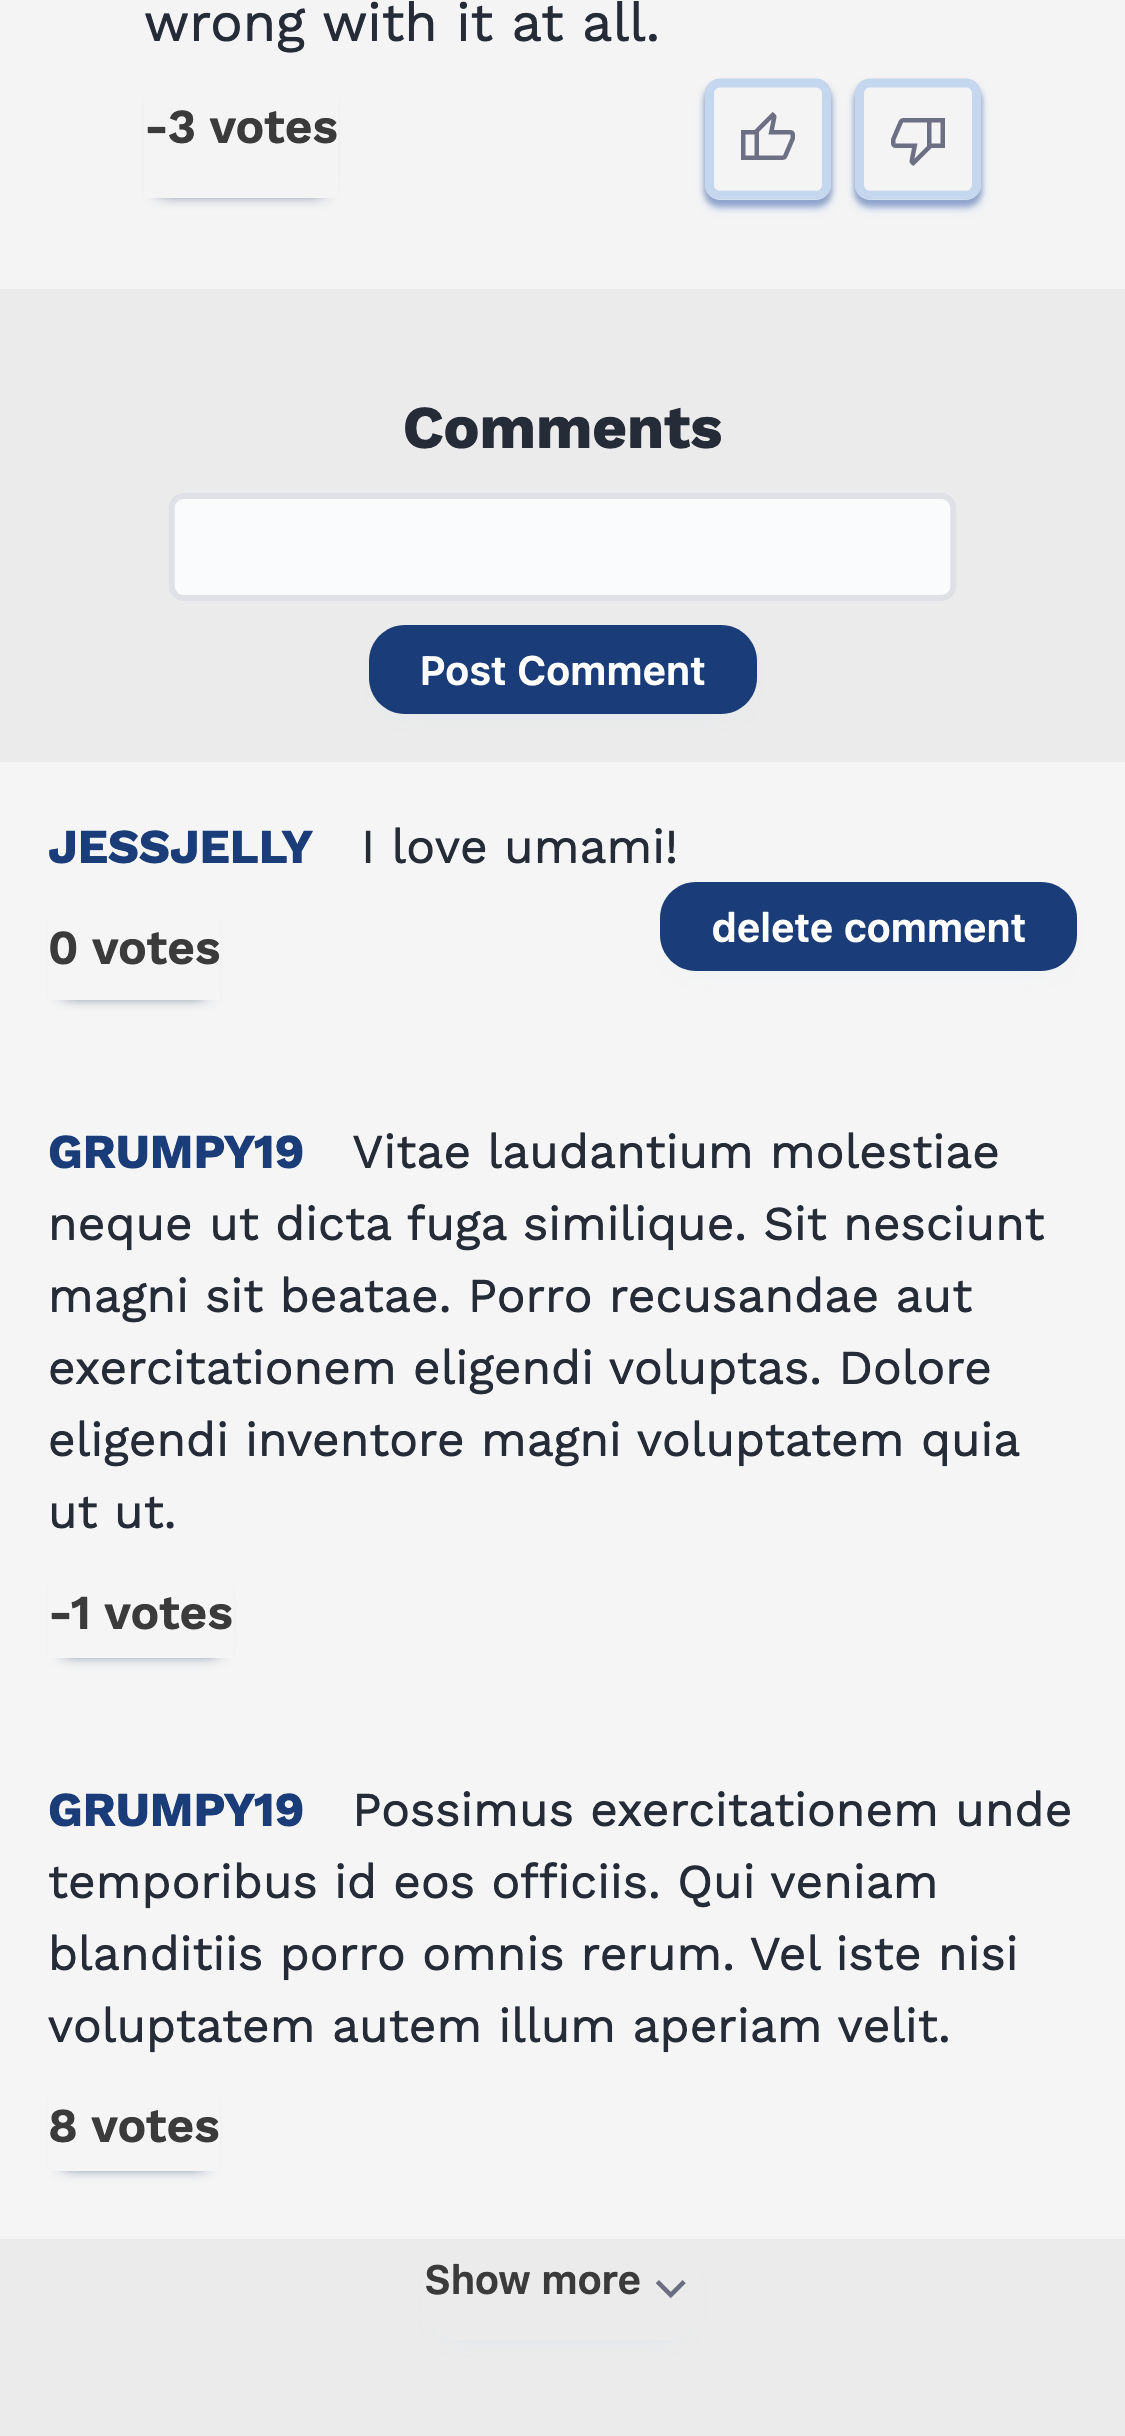 wrong with it at all.
-3 votes
Comments
Post Comment
JESSJELLY I love umami!
delete comment
0 votes
GRUMPY19 Vitae laudantium molestiae
neque ut dicta fuga similique. Sit nesciunt
magni sit beatae. Porro recusandae aut
exercitationem eligendi voluptas. Dolore
eligendi inventore magni voluptatem quia
ut ut.
-1 votes
GRUMPY19 Possimus exercitationem unde
temporibus id eos officiis. Qui veniam
blanditiis porro omnis rerum. Vel iste nisi
voluptatem autem illum aperiam velit.
8 votes
Show more